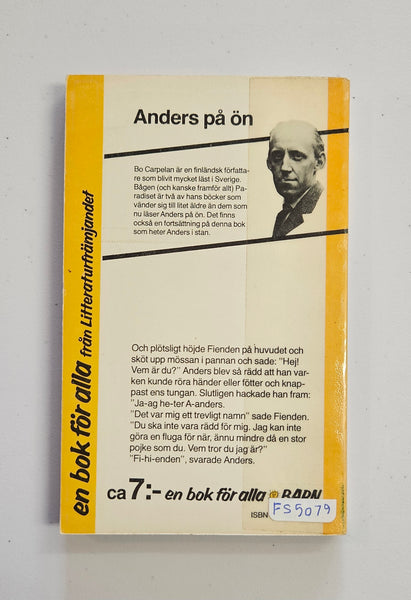 Anders på ön
Bo Carpelan är en finländsk författa-
re som blivit mycket läst i Sverige.
Bågen (och kanske framför allt) Pa-
radiset är två av hans böcker som
vänder sig till litet äldre än dem som
nu läser Anders på ön. Det finns
också en fortsättning på denna bok
som heter Anders i stan.
en bok för alla från Litteraturfrämjandet
Och plötsligt höjde Fienden på huvudet och
sköt upp mössan i pannan och sade: "Hej!
Vem är du?" Anders blev så rädd att han var-
ken kunde röra händer eller fötter och knap-
past ens tungan. Slutligen hackade han fram:
"Ja-ag he-ter A-anders.
"Det var mig ett trevligt namn" sade Fienden.
"Du ska inte vara rädd för mig. Jag kan inte
göra en fluga för när, ännu mindre då en stor
pojke som du. Vem tror du jag är?"
"Fi-hi-enden", svarade Anders.
ca 7:- en bok för alla BARN
ISBN
FS5079